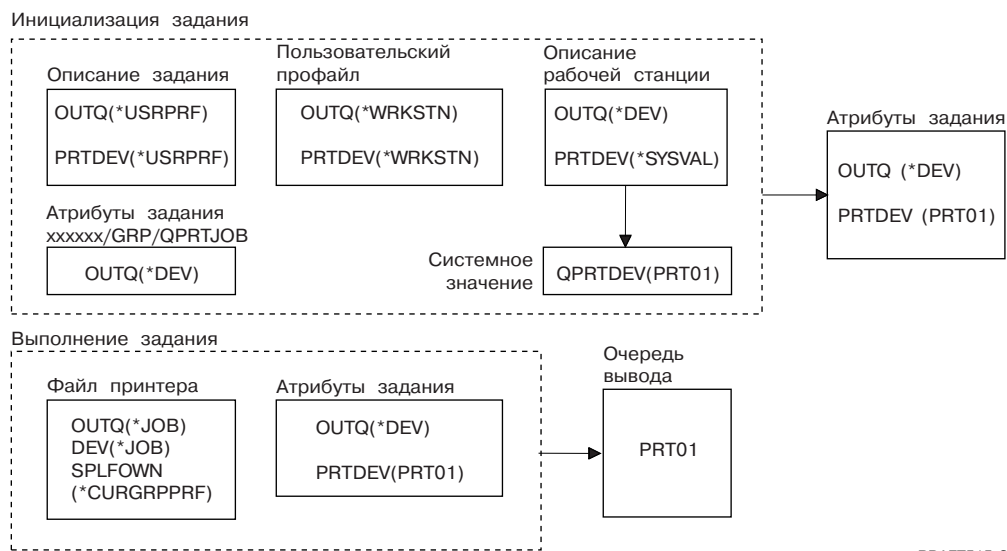 Инициализация задания
Описание задания
OUTQ(*USRPRF)
PRTDEV(*USRPRF)
Пользовательский
профайл
OUTQ(*WRKSTN)
PRTDEV(*WRKSTN)
Описание
рабочей станции
OUTQ(*DEV)
PRTDEV(*SYSVAL)
Атрибуты задания
OUTQ (*DEV)
PRTDEV (PRT01)
Атрибуты задания
xxxxxx/GRP/QPRTJOB
OUTQ(*DEV)
Системное
значение
QPRTDEV(PRT01)
Выполнение задания
Файл принтера
OUTQ(*JOB)
DEV(*JOB)
SPLFOWN
(*CURGRPPRF)
Атрибуты задания
OUTQ(*DEV)
PRTDEV(PRT01)
Очередь
вывода
PRT01